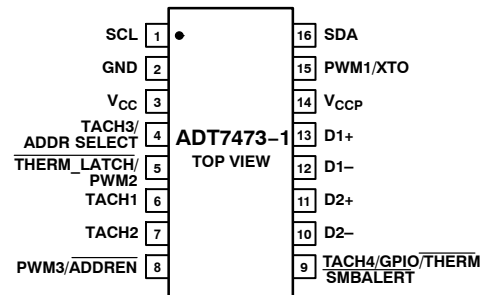 SCL 1
GND 2
VCC 3
TACH3/
ADDR SELECT 4
THERM_LATCH/
PWM2 5
TACH1 6
TACH2 7
PWM3/ADDREN 8
ADT7473–1
TOP VIEW
16 SDA
15 PWM1/XTO
14 VCCP
13 D1+
12 D1–
11 D2+
10 D2–
9 TACH4/GPIO/THERM
SMBALERT